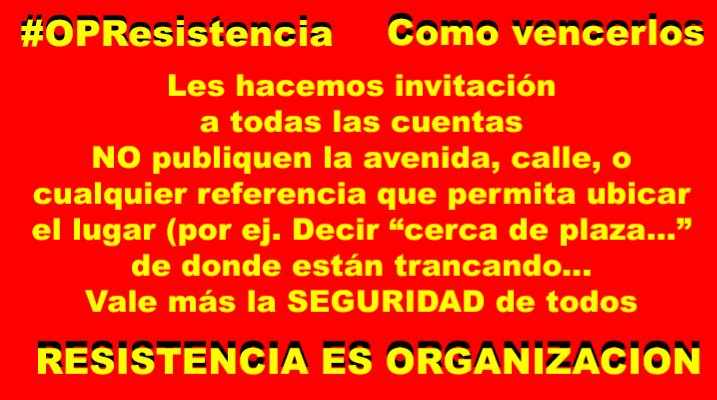 #OPResistencia Como vencerlos
Les hacemos invitación
a todas las cuentas
NO publiquen la avenida, calle, o
cualquier referencia que permita ubicar
el lugar (por ej. Decir “cerca de plaza...”
de donde están trancando...
Vale más la SEGURIDAD de todos
RESISTENCIA ES ORGANIZACION